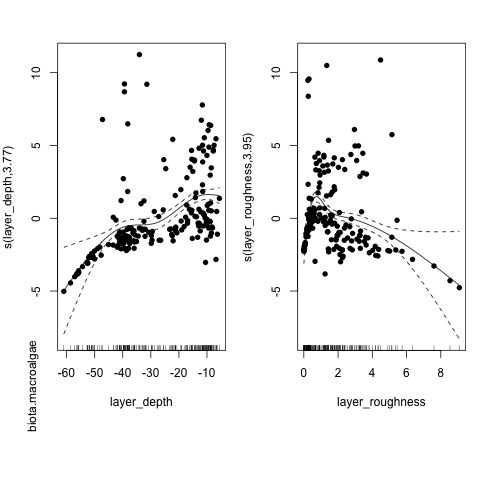 s(layer_depth,3.77)
10
5
0
-5
-60 -50 -40 -30 -20 -10
layer_depth
biota.macroalgae
s(layer_roughness,3.95)
10
5
0
-5
0 2 4 6 8
layer_roughness